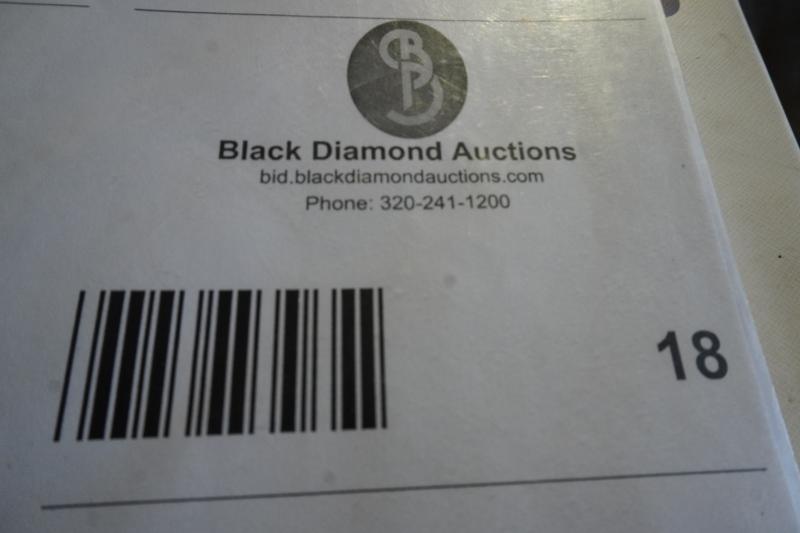 Black Diamond Auctions
bid.blackdiamondauctions.com
Phone: 320-241-1200
18